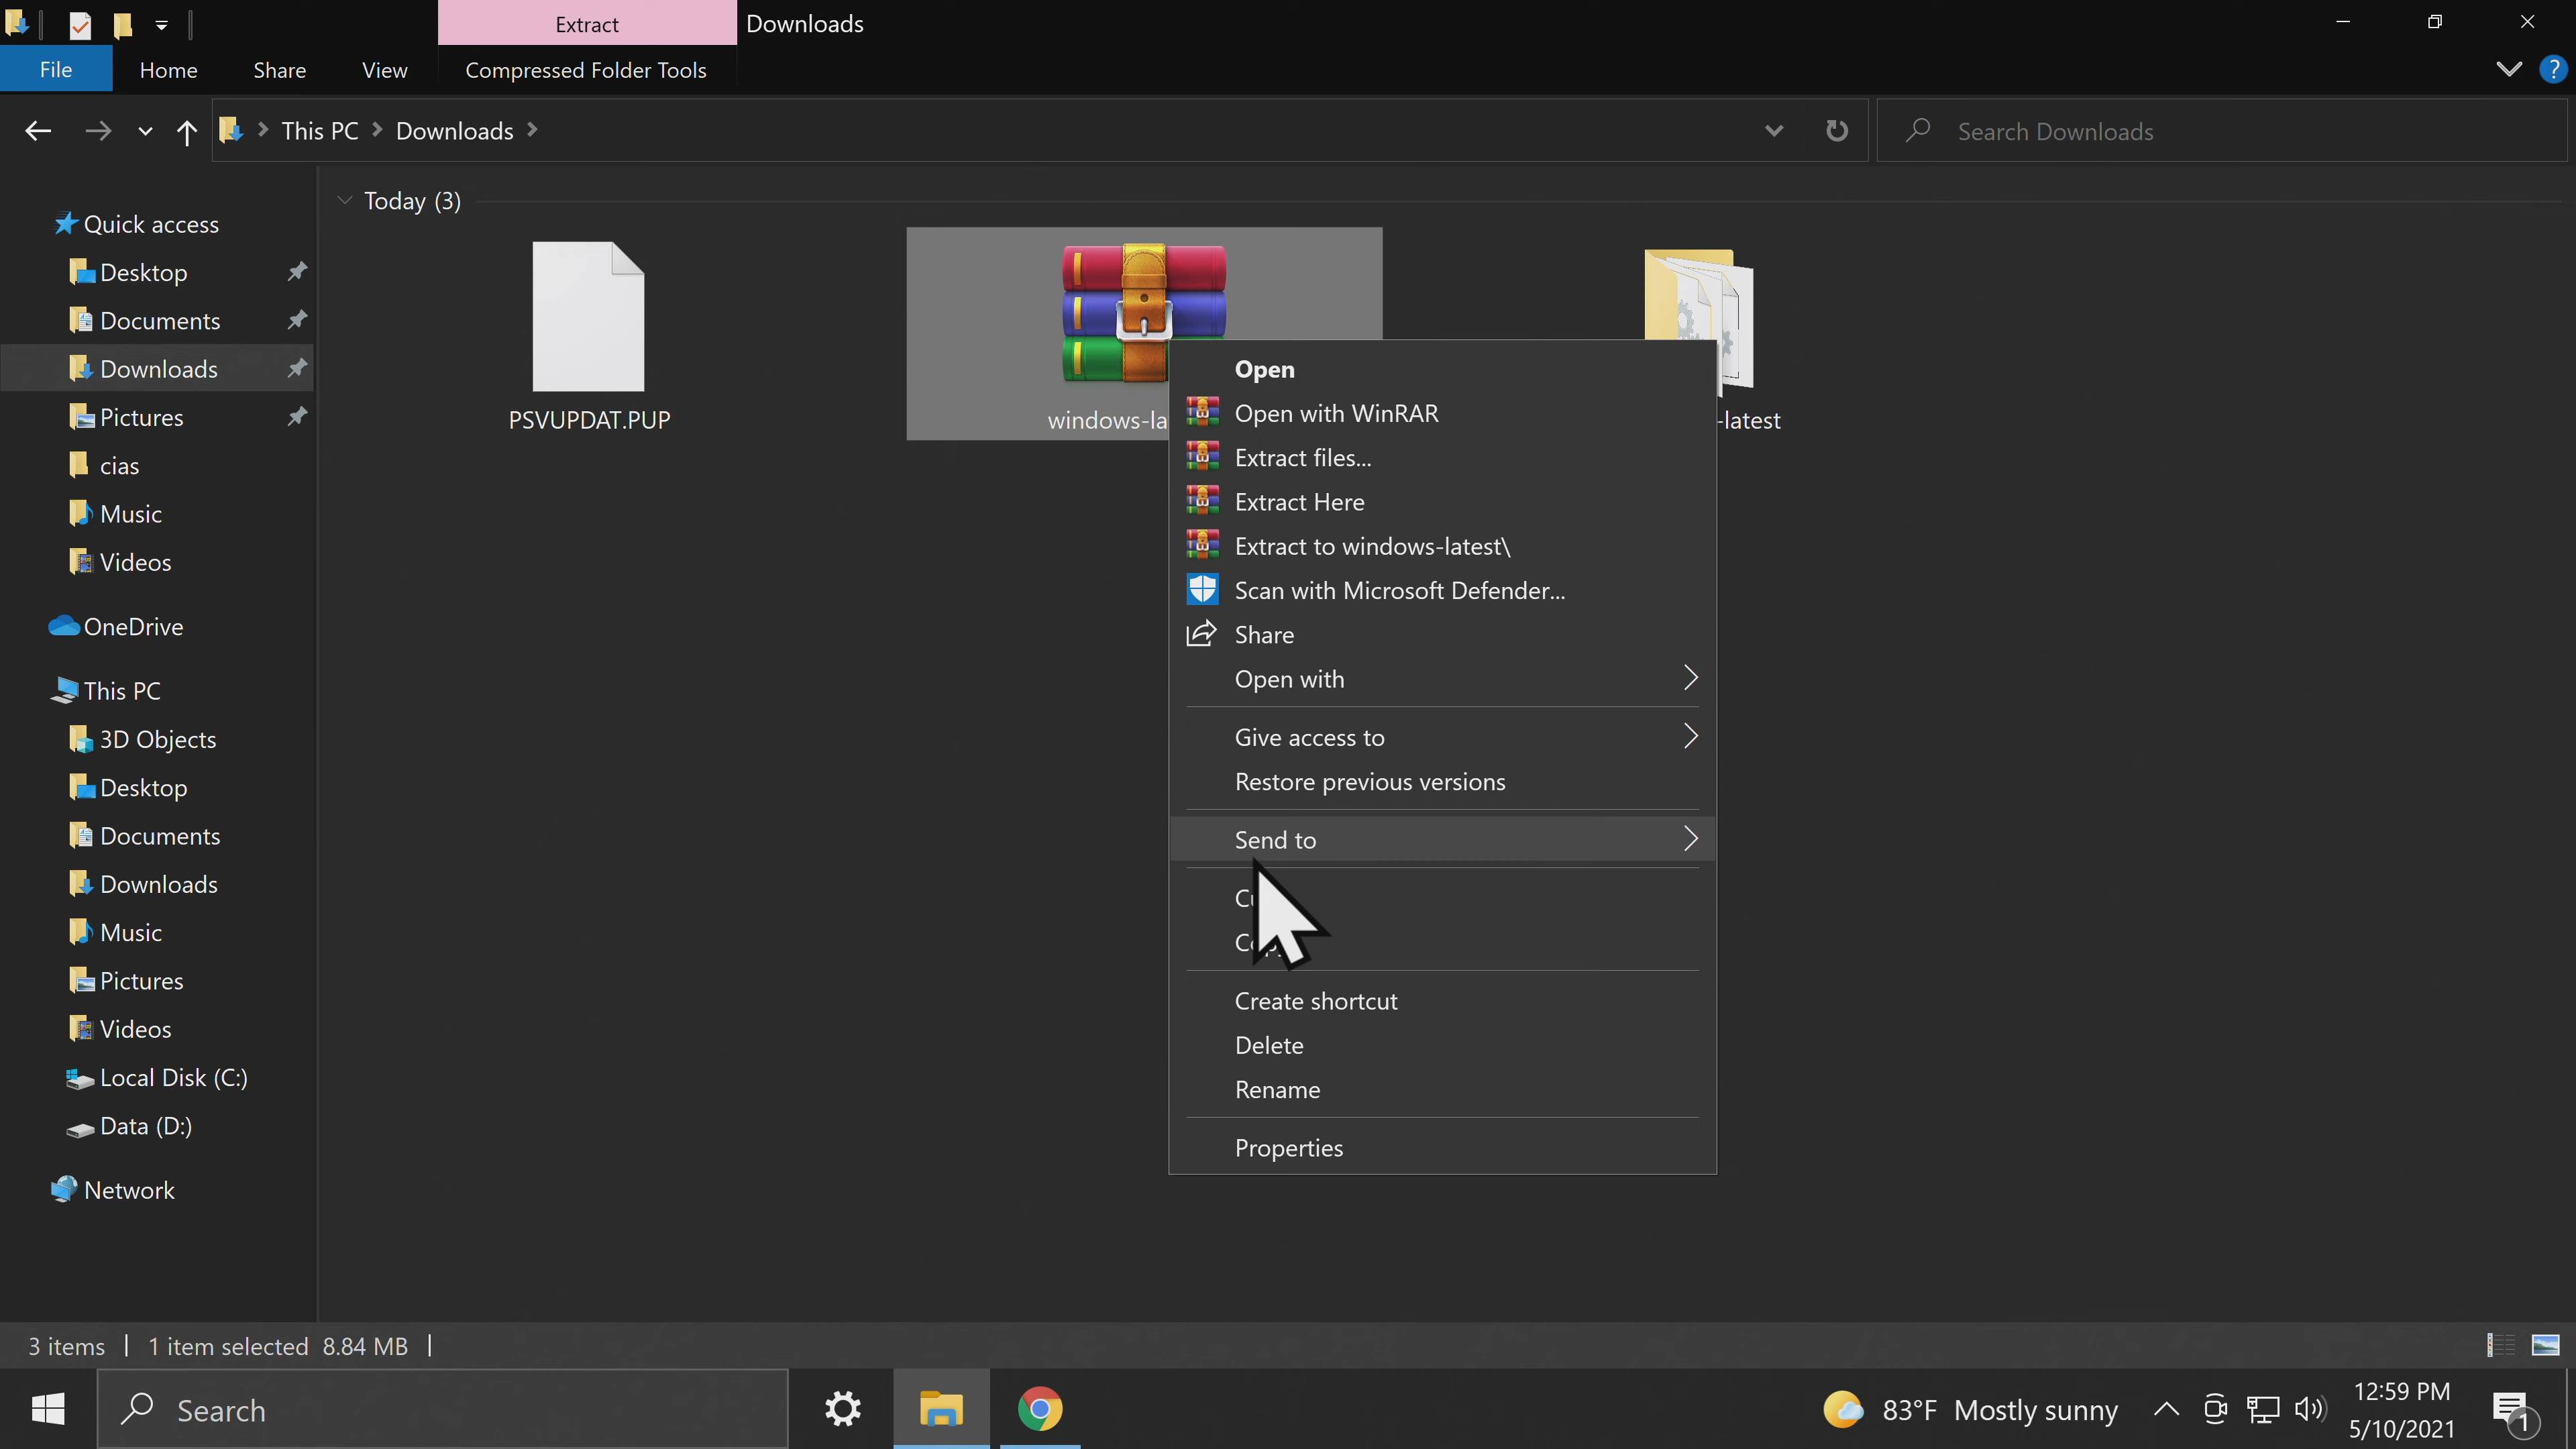 Extract
Downloads
File
Home
Share
View
Compressed Folder Tools
?
This PC
Downloads
Search Downloads
Quick access
Desktop
Documents
Downloads
Pictures
cias
Music
Videos
OneDrive
This PC
3D Objects
Desktop
Documents
Downloads
Music
Pictures
Videos
Local Disk (C:)
Data (D:)
Network
Today (3)
PSVUPDAT.PUP
windows-la
-latest
Open
Open with WinRAR
Extract files...
Extract Here
Extract to windows-latest\
Scan with Microsoft Defender...
Share
Open with
Give access to
Restore previous versions
Send to
Create shortcut
Delete
Rename
Properties
3 items
1 item selected 8.84 MB
Search
83°F Mostly sunny
12:59 PM
5/10/2021
1